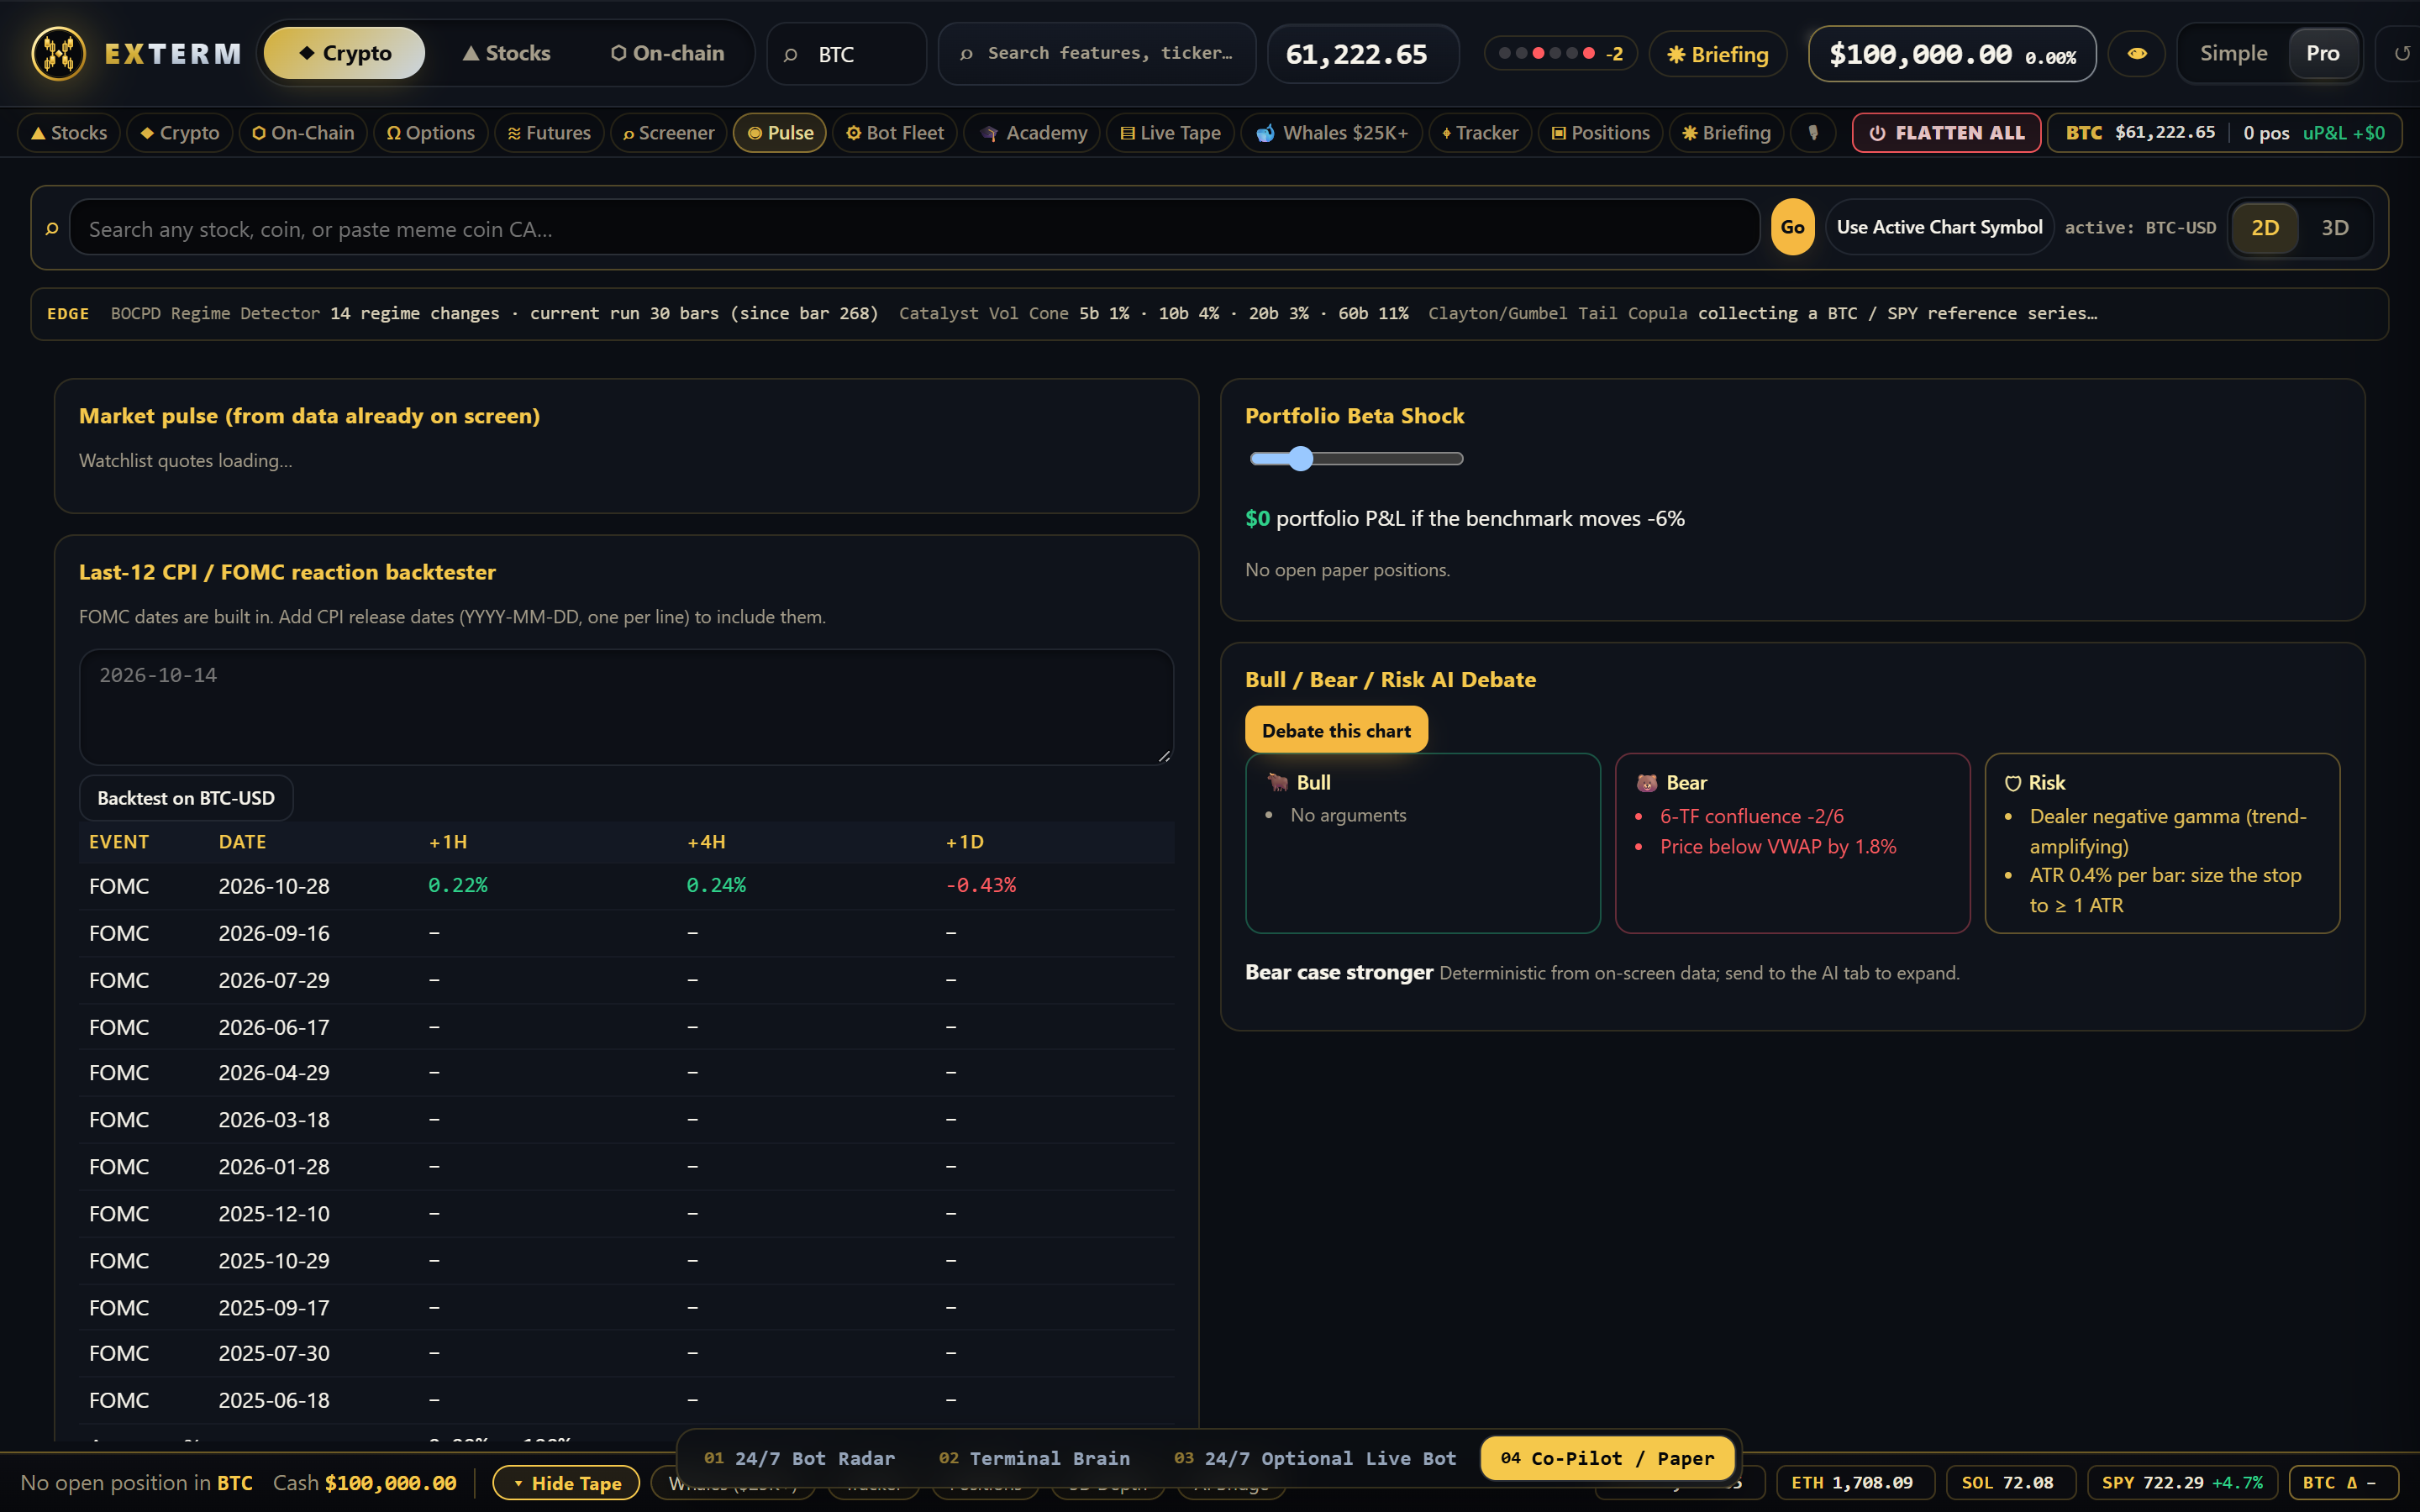 EXTERM ◆ Crypto ▲ Stocks ⬡ On-chain BTC Search features, ticker… 61,222.65 -2 Briefing $100,000.00 0.00% Simple Pro
▲ Stocks ◆ Crypto ⬡ On-Chain Ω Options ≋ Futures Screener ◉ Pulse ⚙ Bot Fleet 🎓 Academy Live Tape 🐋 Whales $25K+ Tracker Positions Briefing FLATTEN ALL BTC $61,222.65 0 pos uP&L +$0
Search any stock, coin, or paste meme coin CA… Go Use Active Chart Symbol active: BTC-USD 2D 3D
EDGE BOCPD Regime Detector 14 regime changes · current run 30 bars (since bar 268) Catalyst Vol Cone 5b 1% · 10b 4% · 20b 3% · 60b 11% Clayton/Gumbel Tail Copula collecting a BTC / SPY reference series…
Market pulse (from data already on screen)
Watchlist quotes loading…
Last-12 CPI / FOMC reaction backtester
FOMC dates are built in. Add CPI release dates (YYYY-MM-DD, one per line) to include them.
2026-10-14
Backtest on BTC-USD
EVENT DATE +1H +4H +1D
FOMC 2026-10-28 0.22% 0.24% -0.43%
FOMC 2026-09-16 – – –
FOMC 2026-07-29 – – –
FOMC 2026-06-17 – – –
FOMC 2026-04-29 – – –
FOMC 2026-03-18 – – –
FOMC 2026-01-28 – – –
FOMC 2025-12-10 – – –
FOMC 2025-10-29 – – –
FOMC 2025-09-17 – – –
FOMC 2025-07-30 – – –
FOMC 2025-06-18 – – –
Portfolio Beta Shock
$0 portfolio P&L if the benchmark moves -6%
No open paper positions.
Bull / Bear / Risk AI Debate
Debate this chart
🐂 Bull
• No arguments
🐻 Bear
• 6-TF confluence -2/6
• Price below VWAP by 1.8%
Risk
• Dealer negative gamma (trend-
amplifying)
• ATR 0.4% per bar: size the stop
to ≥ 1 ATR
Bear case stronger Deterministic from on-screen data; send to the AI tab to expand.
01 24/7 Bot Radar 02 Terminal Brain 03 24/7 Optional Live Bot 04 Co-Pilot / Paper
No open position in BTC Cash $100,000.00 ▾ Hide Tape ETH 1,708.09 SOL 72.08 SPY 722.29 +4.7% BTC Δ –